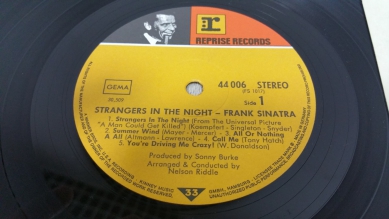 REPRISE RECORDS
GEMA
44 006 STEREO
(FS 1017)
Side 1
STRANGERS IN THE NIGHT – FRANK SINATRA
1. Strangers In The Night (From The Universal Picture
"A Man Could Get Killed") (Kaempfert - Singleton - Snyder)
2. Summer Wind (Mayer - Mercer) 3. All Or Nothing
At All (Altmann - Lawrence) 4. Call Me (Tony Hatch)
5. You're Driving Me Crazy! (W. Donaldson)
Produced by Sonny Burke
Arranged & Conducted by
Nelson Riddle
33